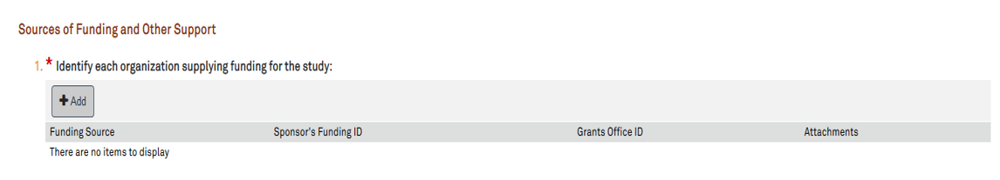 Sources of Funding and Other Support
1. * Identify each organization supplying funding for the study:
+ Add
Funding Source Sponsor's Funding ID Grants Office ID Attachments
There are no items to display